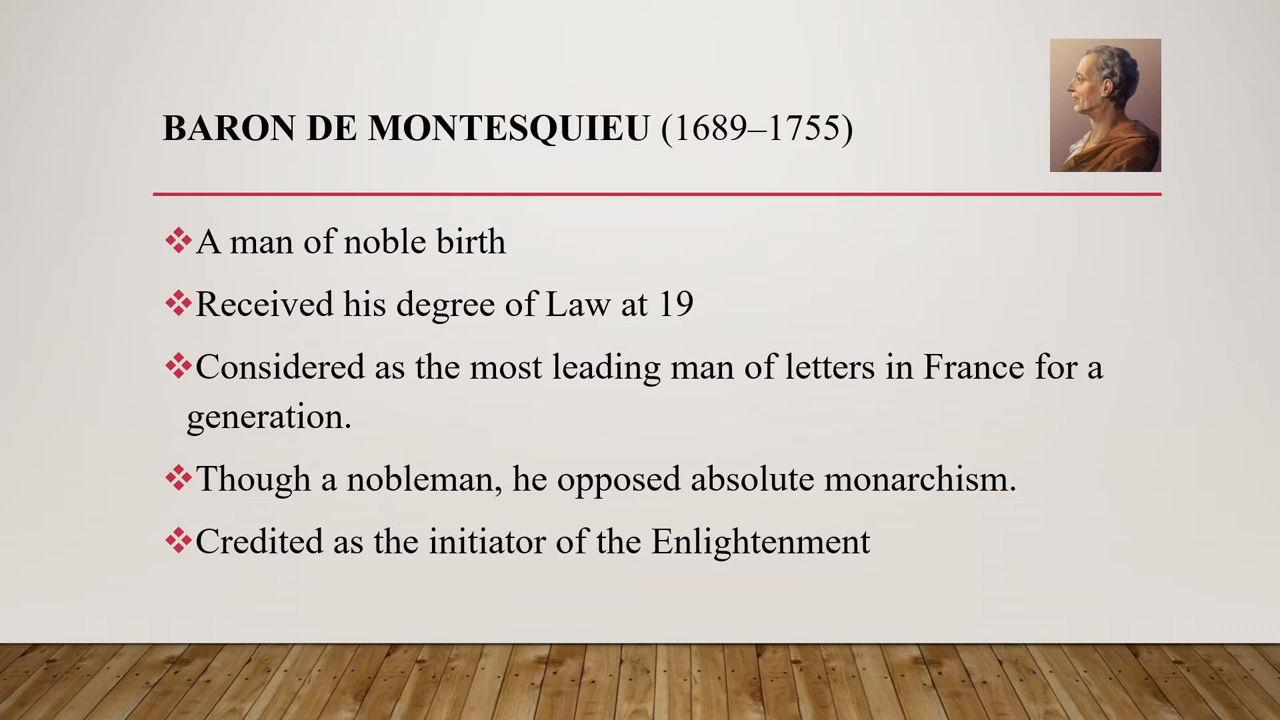 BARON DE MONTESQUIEU (1689–1755)
❖A man of noble birth
❖Received his degree of Law at 19
❖Considered as the most leading man of letters in France for a
generation.
❖Though a nobleman, he opposed absolute monarchism.
❖Credited as the initiator of the Enlightenment